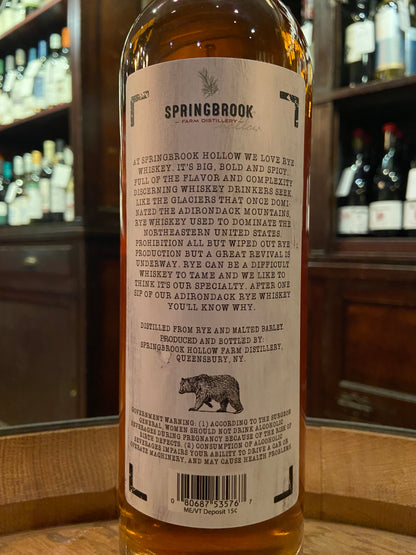 SPRINGBROOK
FARM DISTILLERY
AT SPRINGBROOK HOLLOW WE LOVE RYE
WHISKEY. IT'S BIG, BOLD AND SPICY,
FULL OF THE FLAVOR AND COMPLEXITY
DISCERNING WHISKEY DRINKERS SEEK.
LIKE THE GLACIERS THAT ONCE DOMI-
NATED THE ADIRONDACK MOUNTAINS,
RYE WHISKEY USED TO DOMINATE THE
NORTHEASTERN UNITED STATES.
PROHIBITION ALL BUT WIPED OUT RYE
PRODUCTION BUT A GREAT REVIVAL IS
UNDERWAY. RYE CAN BE A DIFFICULT
WHISKEY TO TAME AND WE LIKE TO
THINK IT'S OUR SPECIALTY. AFTER ONE
SIP OF OUR ADIRONDACK RYE WHISKEY
YOU'LL KNOW WHY.
DISTILLED FROM RYE AND MALTED BARLEY.
PRODUCED AND BOTTLED BY:
SPRINGBROOK HOLLOW FARM DISTILLERY,
QUEENSBURY, NY.
GOVERNMENT WARNING: (1) ACCORDING TO THE SURGEON
GENERAL, WOMEN SHOULD NOT DRINK ALCOHOLIC
BEVERAGES DURING PREGNANCY BECAUSE OF THE RISK OF
BIRTH DEFECTS. (2) CONSUMPTION OF ALCOHOLIC
BEVERAGES IMPAIRS YOUR ABILITY TO DRIVE A CAR OR
OPERATE MACHINERY, AND MAY CAUSE HEALTH PROBLEMS.
0 80687 53576 7
ME/VT Deposit 15C